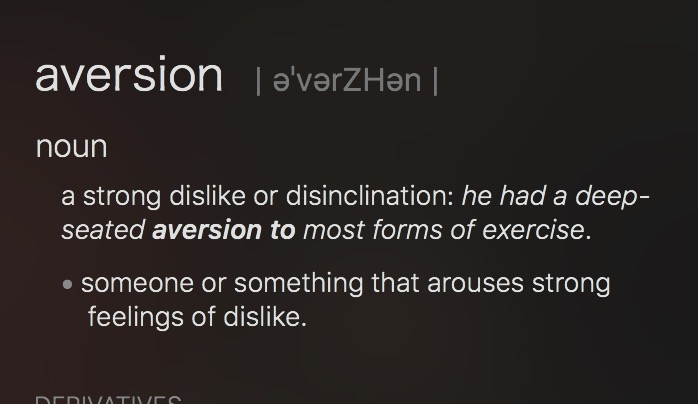 aversion | ə'vərZHən |
noun
a strong dislike or disinclination: he had a deep-
seated aversion to most forms of exercise.
• someone or something that arouses strong
feelings of dislike.
DERIVATIVES